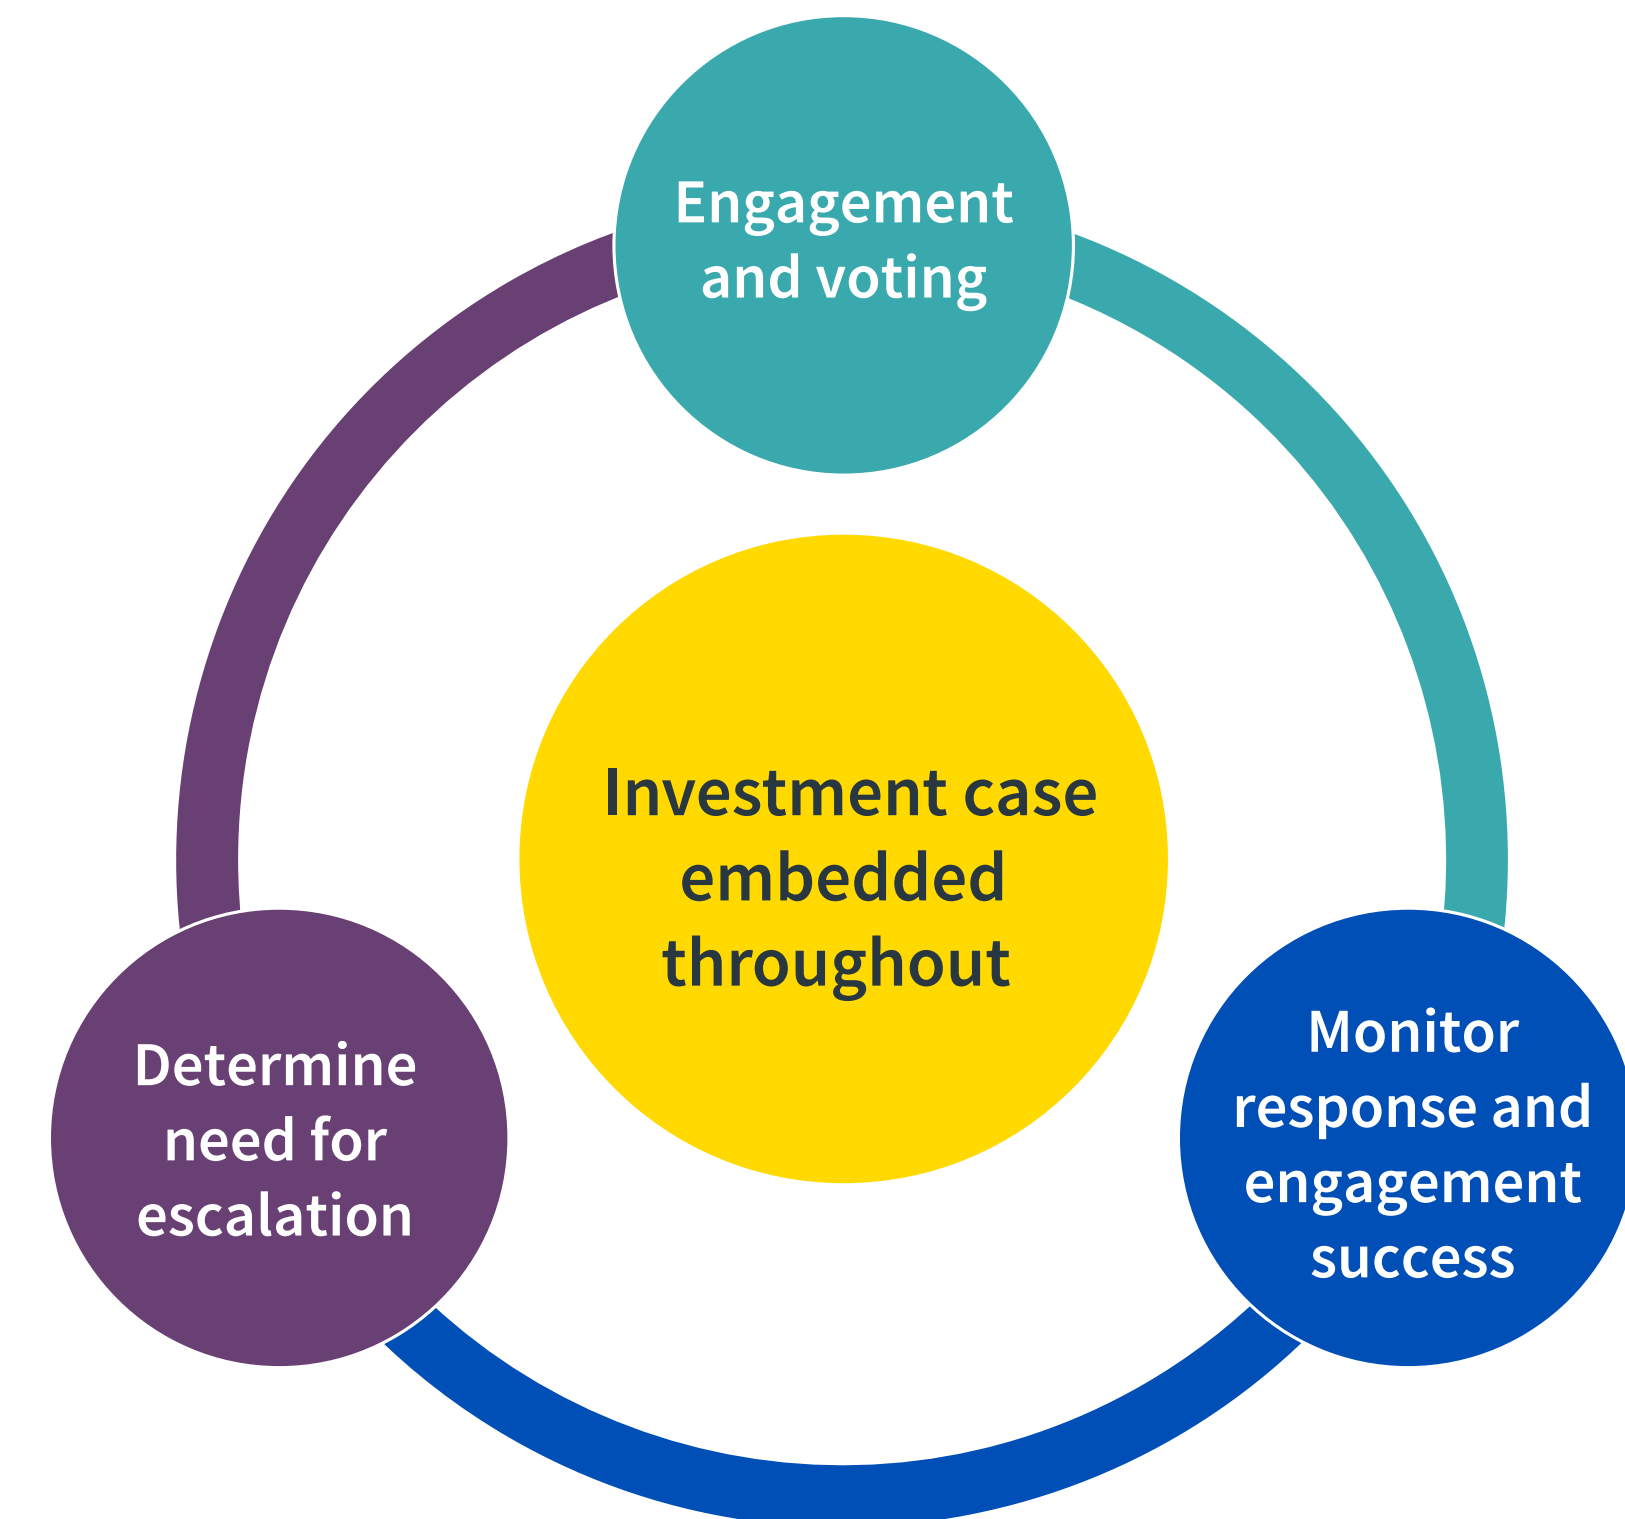 Engagement
and voting
Investment case
embedded
throughout
Determine
need for
escalation
Monitor
response and
engagement
success